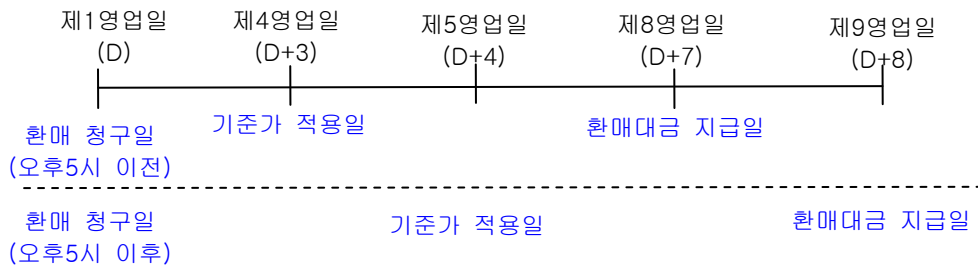 제1영업일 제4영업일 제5영업일 제8영업일 제9영업일
(D) (D+3) (D+4) (D+7) (D+8)
환매 청구일 기준가 적용일 환매대금 지급일
(오후5시 이전)
환매 청구일 기준가 적용일 환매대금 지급일
(오후5시 이후)